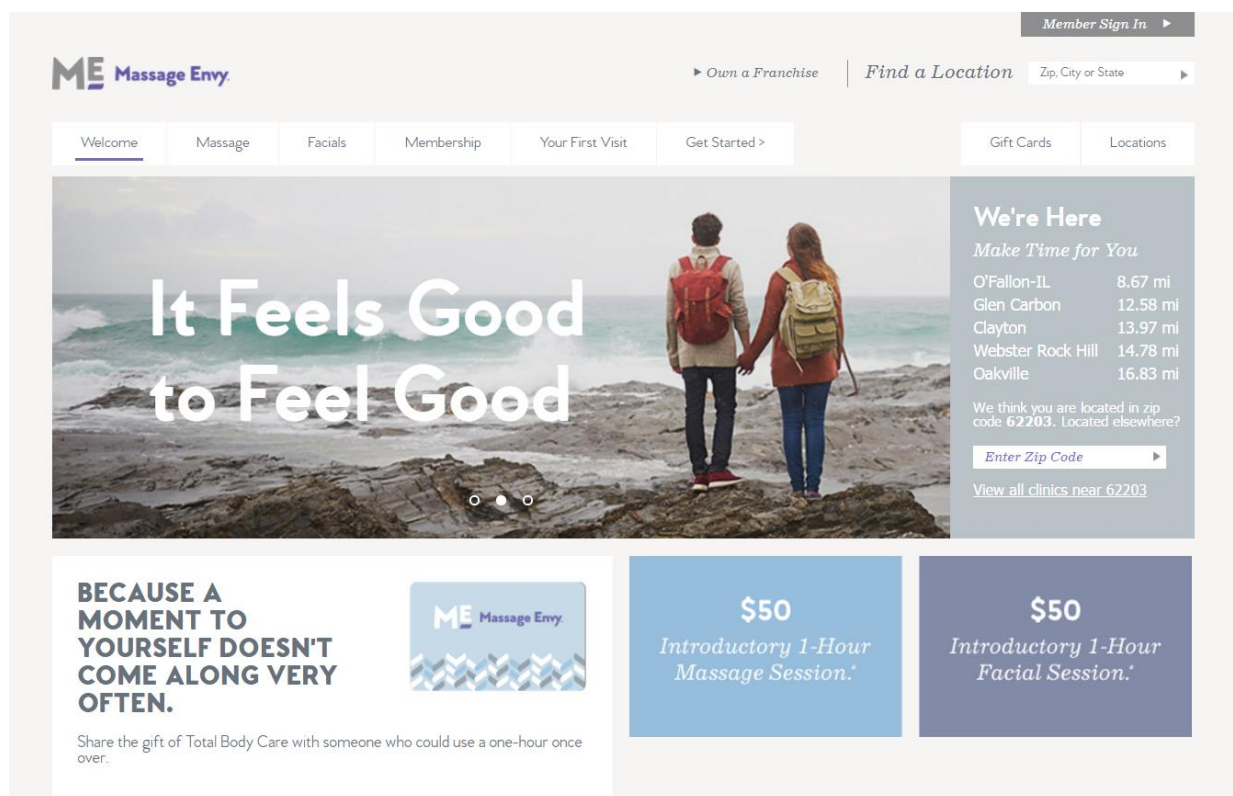 Member Sign In
ME Massage Envy.
Own a Franchise
Find a Location
Zip, City or State
Welcome
Massage
Facials
Membership
Your First Visit
Get Started >
Gift Cards
Locations
It Feels Good
to Feel Good
We're Here
Make Time for You
O'Fallon-IL 8.67 mi
Glen Carbon 12.58 mi
Clayton 13.97 mi
Webster Rock Hill 14.78 mi
Oakville 16.83 mi
We think you are located in zip
code 62203. Located elsewhere?
Enter Zip Code
View all clinics near 62203
BECAUSE A
MOMENT TO
YOURSELF DOESN'T
COME ALONG VERY
OFTEN.
Share the gift of Total Body Care with someone who could use a one-hour once
over.
ME Massage Envy.
$50
Introductory 1-Hour
Massage Session.*
$50
Introductory 1-Hour
Facial Session.*